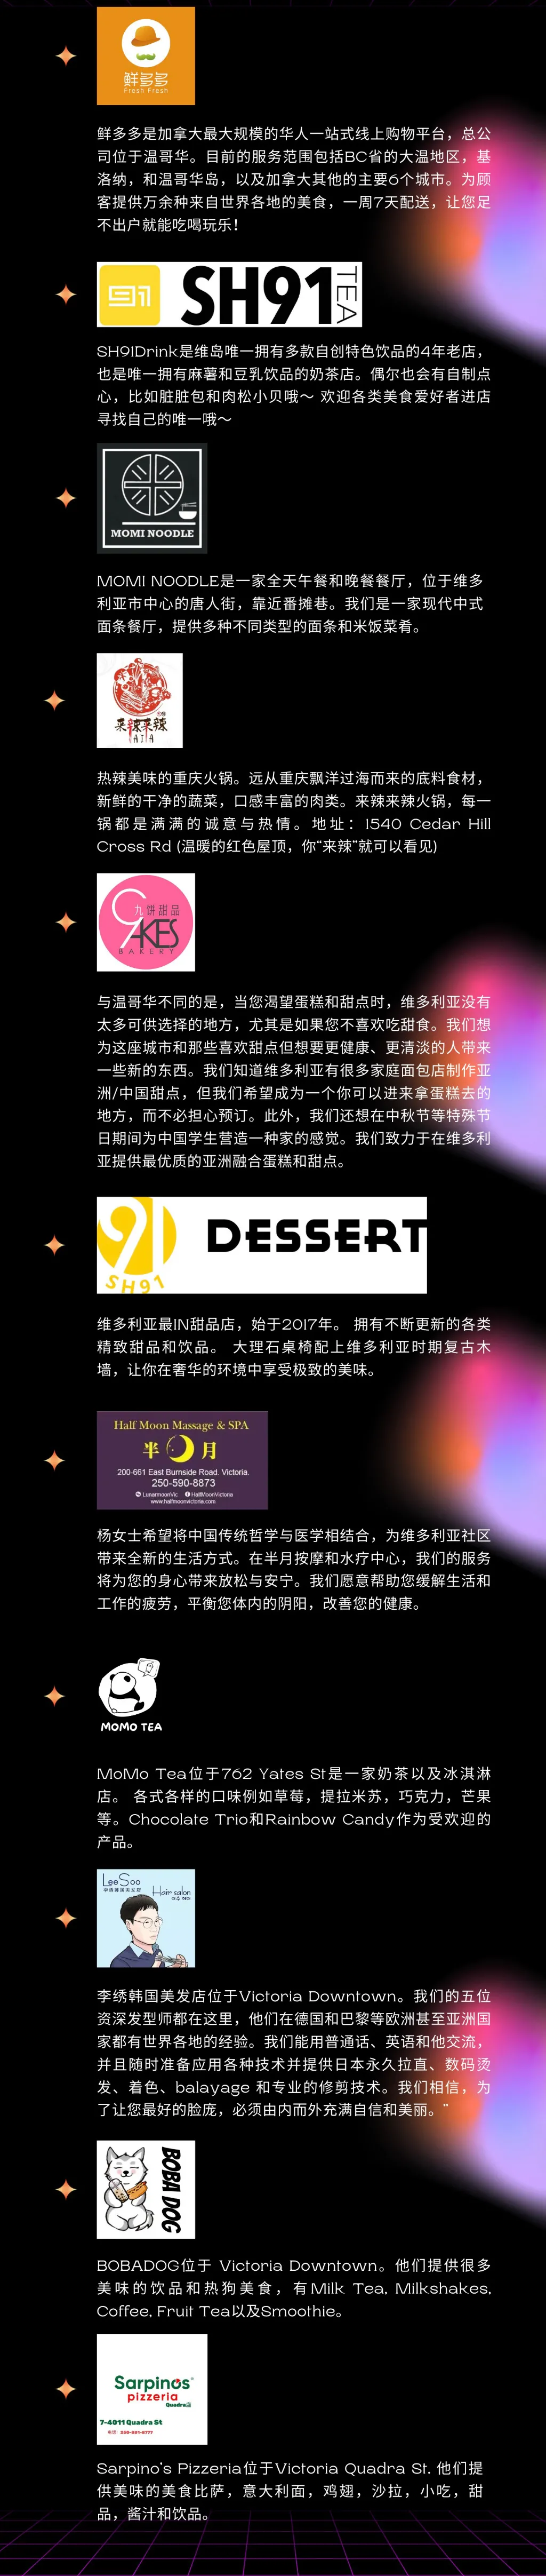 鲜多多
Fresh Fresh
鲜多多是加拿大最大规模的华人一站式线上购物平台，总公
司位于温哥华。目前的服务范围包括BC省的大温地区，基
洛纳，和温哥华岛，以及加拿大其他的主要6个城市。为顾
客提供万余种来自世界各地的美食，一周7天配送，让您足
不出户就能吃喝玩乐！
91 SH91 TEA
SH91Drink是维岛唯一拥有多款自创特色饮品的4年老店，
也是唯一拥有麻薯和豆乳饮品的奶茶店。偶尔也会有自制点
心，比如脏脏包和肉松小贝哦～ 欢迎各类美食爱好者进店
寻找自己的唯一哦～
MOMI NOODLE
MOMI NOODLE是一家全天午餐和晚餐餐厅，位于维多
利亚市中心的唐人街，靠近番摊巷。我们是一家现代中式
面条餐厅，提供多种不同类型的面条和米饭菜肴。
来辣来辣
LAILA
热辣美味的重庆火锅。远从重庆飘洋过海而来的底料食材，
新鲜的干净的蔬菜，口感丰富的肉类。来辣来辣火锅，每一
锅都是满满的诚意与热情。地址：1540 Cedar Hill
Cross Rd (温暖的红色屋顶，你“来辣”就可以看见)
九饼甜品
9AKES
BAKERY
与温哥华不同的是，当您渴望蛋糕和甜点时，维多利亚没有
太多可供选择的地方，尤其是如果您不喜欢吃甜食。我们想
为这座城市和那些喜欢甜点但想要更健康、更清淡的人带来
一些新的东西。我们知道维多利亚有很多家庭面包店制作亚
洲/中国甜点，但我们希望成为一个你可以进来拿蛋糕去的
地方，而不必担心预订。此外，我们还想在中秋节等特殊节
日期间为中国学生营造一种家的感觉。我们致力于在维多利
亚提供最优质的亚洲融合蛋糕和甜点。
91 DESSERT
SH91
维多利亚最IN甜品店，始于2017年。 拥有不断更新的各类
精致甜品和饮品。 大理石桌椅配上维多利亚时期复古木
墙，让你在奢华的环境中享受极致的美味。
Half Moon Massage & SPA
半 月
200-661 East Burnside Road. Victoria.
250-590-8873
LunarmoonVic HalfMoonVictoria
www.halfmoonvictoria.com
杨女士希望将中国传统哲学与医学相结合，为维多利亚社区
带来全新的生活方式。在半月按摩和水疗中心，我们的服务
将为您的身心带来放松与安宁。我们愿意帮助您缓解生活和
工作的疲劳，平衡您体内的阴阳，改善您的健康。
MOMO TEA
MoMo Tea位于762 Yates St是一家奶茶以及冰淇淋
店。 各式各样的口味例如草莓，提拉米苏，巧克力，芒果
等。Chocolate Trio和Rainbow Candy作为受欢迎的
产品。
LeeSoo
Hair salon
李绣韩国美发店位于Victoria Downtown。我们的五位
资深发型师都在这里，他们在德国和巴黎等欧洲甚至亚洲国
家都有世界各地的经验。我们能用普通话、英语和他交流，
并且随时准备应用各种技术并提供日本永久拉直、数码烫
发、着色、balayage 和专业的修剪技术。我们相信，为
了让您最好的脸庞，必须由内而外充满自信和美丽。”
BOBA DOG
BOBADOG位于 Victoria Downtown。他们提供很多
美味的饮品和热狗美食，有Milk Tea, Milkshakes,
Coffee, Fruit Tea以及Smoothie。
Sarpino's
pizzeria
Quadra店
7-4011 Quadra St
Sarpino's Pizzeria位于Victoria Quadra St. 他们提
供美味的美食比萨，意大利面，鸡翅，沙拉，小吃，甜
品，酱汁和饮品。